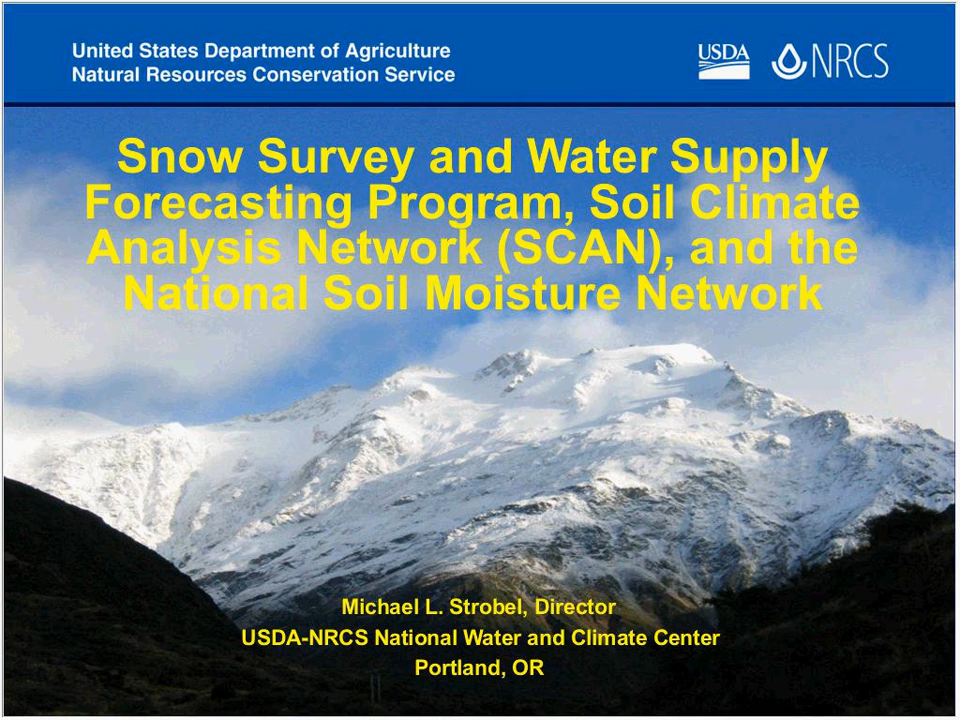 United States Department of Agriculture
Natural Resources Conservation Service
USDA
NRCS
Snow Survey and Water Supply
Forecasting Program, Soil Climate
Analysis Network (SCAN), and the
National Soil Moisture Network
Michael L. Strobel, Director
USDA-NRCS National Water and Climate Center
Portland, OR